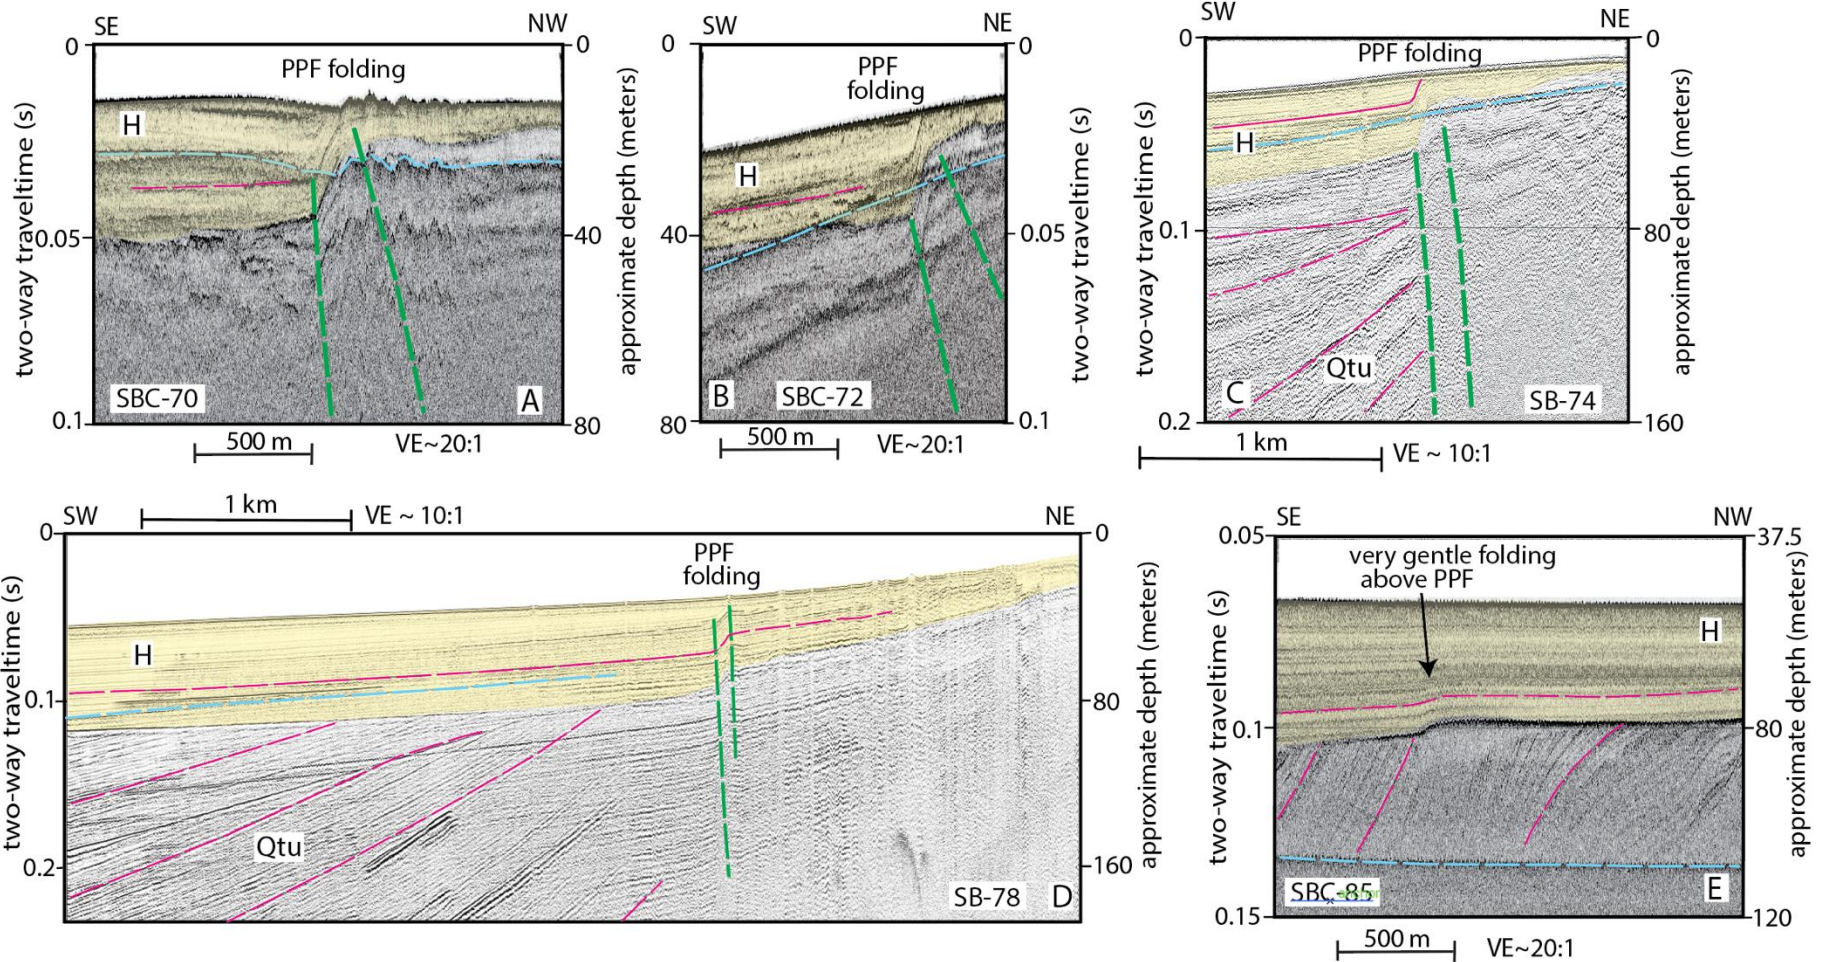 SE
NW
0
0
PPF folding
H
two-way traveltime (s)
0.05
40
approximate depth (meters)
SBC-70
A
0.1
80
500 m
VE~20:1
SW
NE
0
0
PPF
folding
H
40
0.05
two-way traveltime (s)
B
SBC-72
80
0.1
500 m
VE~20:1
SW
NE
0
0
PPF folding
H
two-way traveltime (s)
0.1
80
approximate depth (meters)
Qtu
C
SB-74
0.2
160
1 km
VE ~ 10:1
1 km
VE ~ 10:1
SW
NE
0
0
PPF
folding
H
two-way traveltime (s)
0.1
80
approximate depth (meters)
Qtu
0.2
160
SB-78
D
SE
NW
0.05
37.5
very gentle folding
above PPF
H
two-way traveltime (s)
0.1
80
approximate depth (meters)
SBC-85
E
0.15
120
500 m
VE~20:1